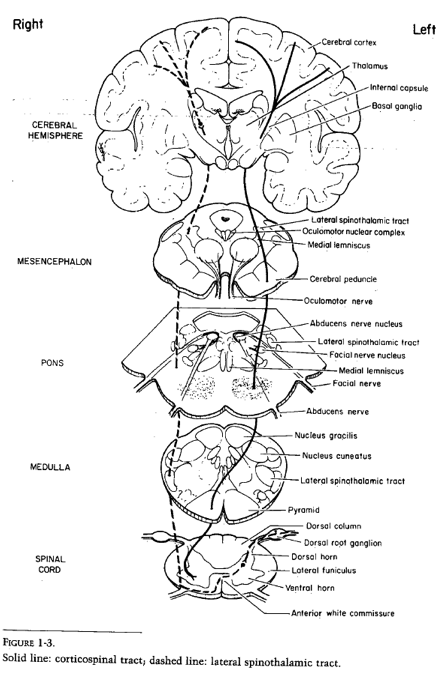 Right
Left
Cerebral cortex
Thalamus
Internal capsule
Basal ganglia
CEREBRAL
HEMISPHERE
Lateral spinothalamic tract
Oculomotor nuclear complex
Medial lemniscus
MESENCEPHALON
Cerebral peduncle
Oculomotor nerve
Abducens nerve nucleus
Lateral spinothalamic tract
Facial nerve nucleus
PONS
Medial lemniscus
Facial nerve
Abducens nerve
Nucleus gracilis
Nucleus cuneatus
MEDULLA
Lateral spinothalamic tract
Pyramid
Dorsal column
Dorsal root ganglion
Dorsal horn
SPINAL
CORD
Lateral funiculus
Ventral horn
Anterior white commissure
FIGURE 1-3.
Solid line: corticospinal tract; dashed line: lateral spinothalamic tract.